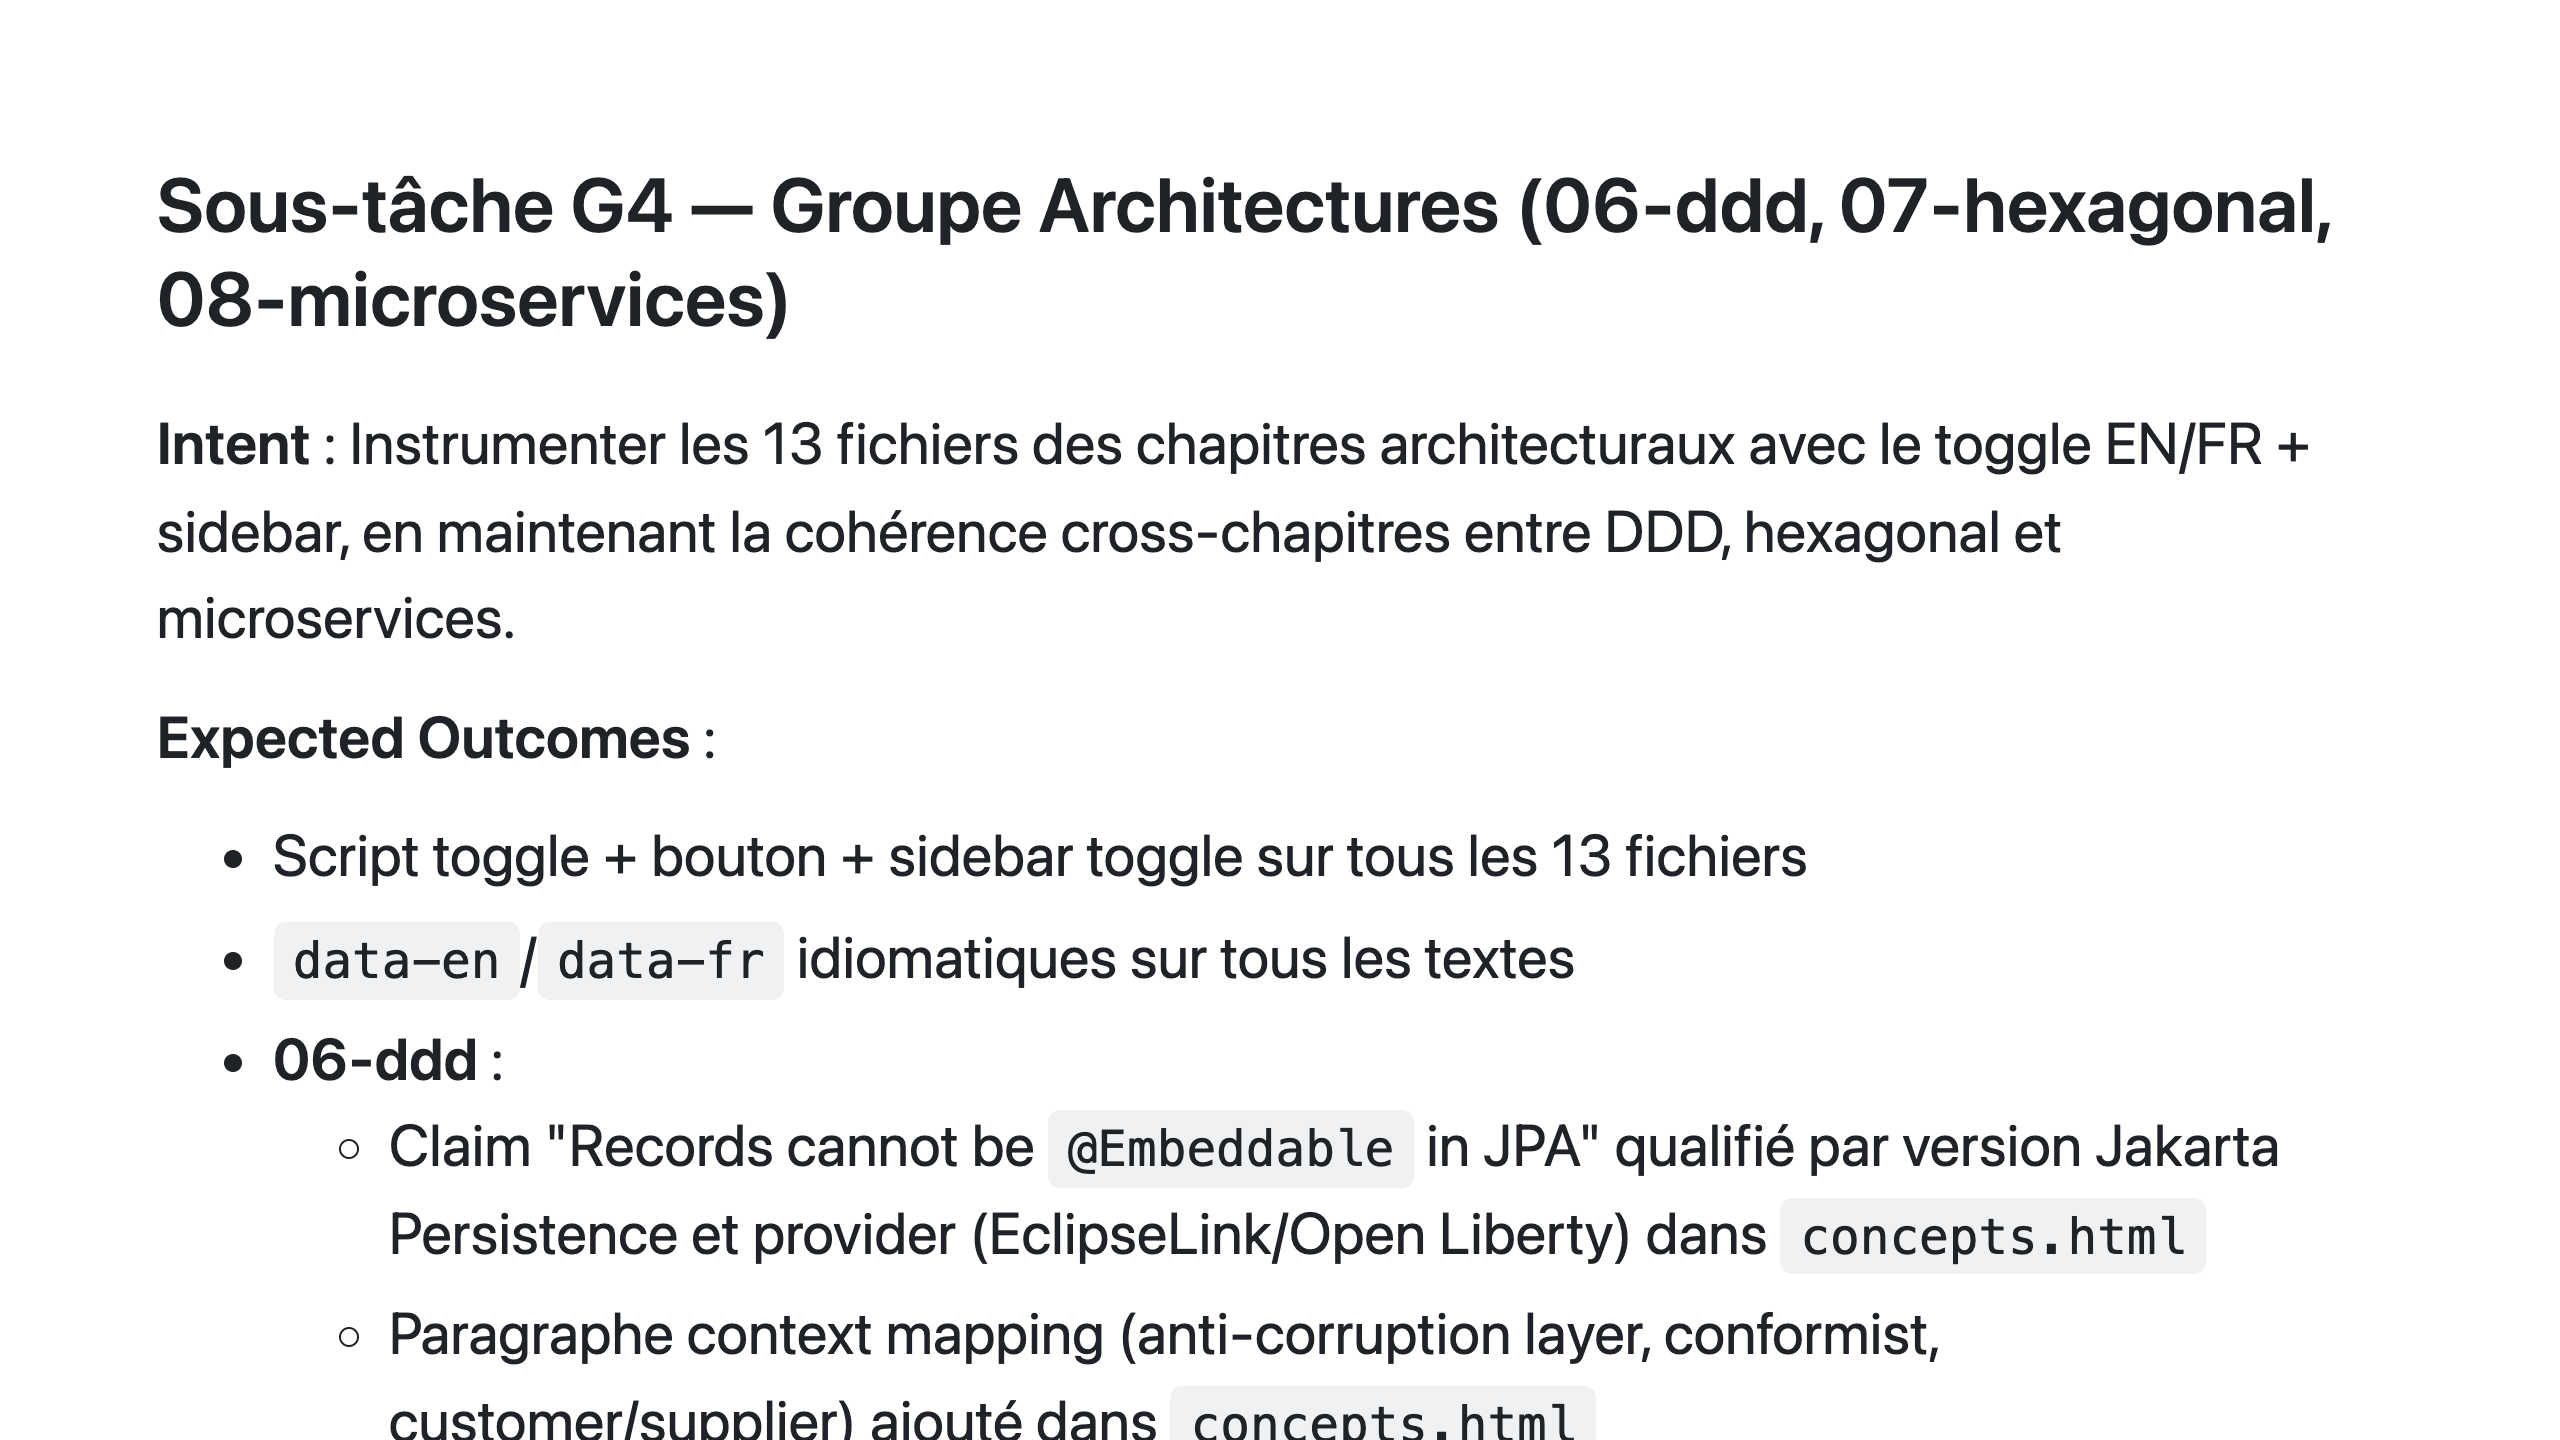 Sous-tâche G4 — Groupe Architectures (06-ddd, 07-hexagonal,
08-microservices)
Intent : Instrumenter les 13 fichiers des chapitres architecturaux avec le toggle EN/FR +
sidebar, en maintenant la cohérence cross-chapitres entre DDD, hexagonal et
microservices.
Expected Outcomes :
• Script toggle + bouton + sidebar toggle sur tous les 13 fichiers
• data-en/data-fr idiomatiques sur tous les textes
• 06-ddd :
◦ Claim "Records cannot be @Embeddable in JPA" qualifié par version Jakarta
Persistence et provider (EclipseLink/Open Liberty) dans concepts.html
◦ Paragraphe context mapping (anti-corruption layer, conformist,
customer/supplier) ajouté dans concepts.html